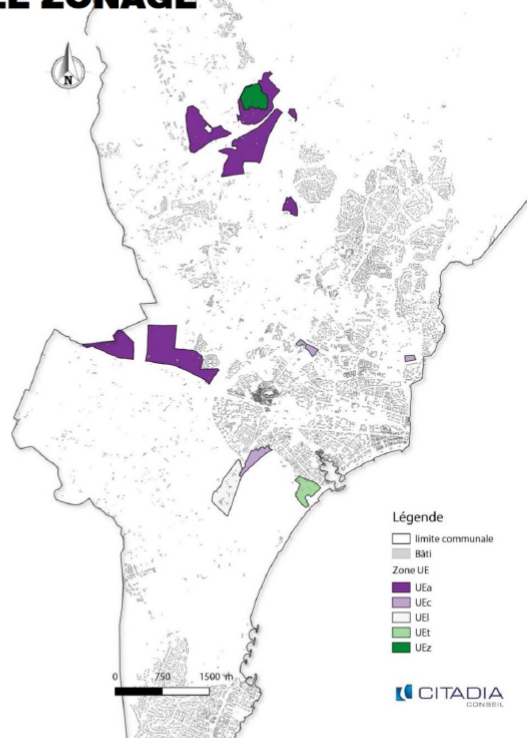 LE ZONAGE
N
Légende
limite communale
Bâti
Zone UE
UEa
UEc
UEl
UEt
UEz
0 750 1500 m
CITADIA
CONSEIL